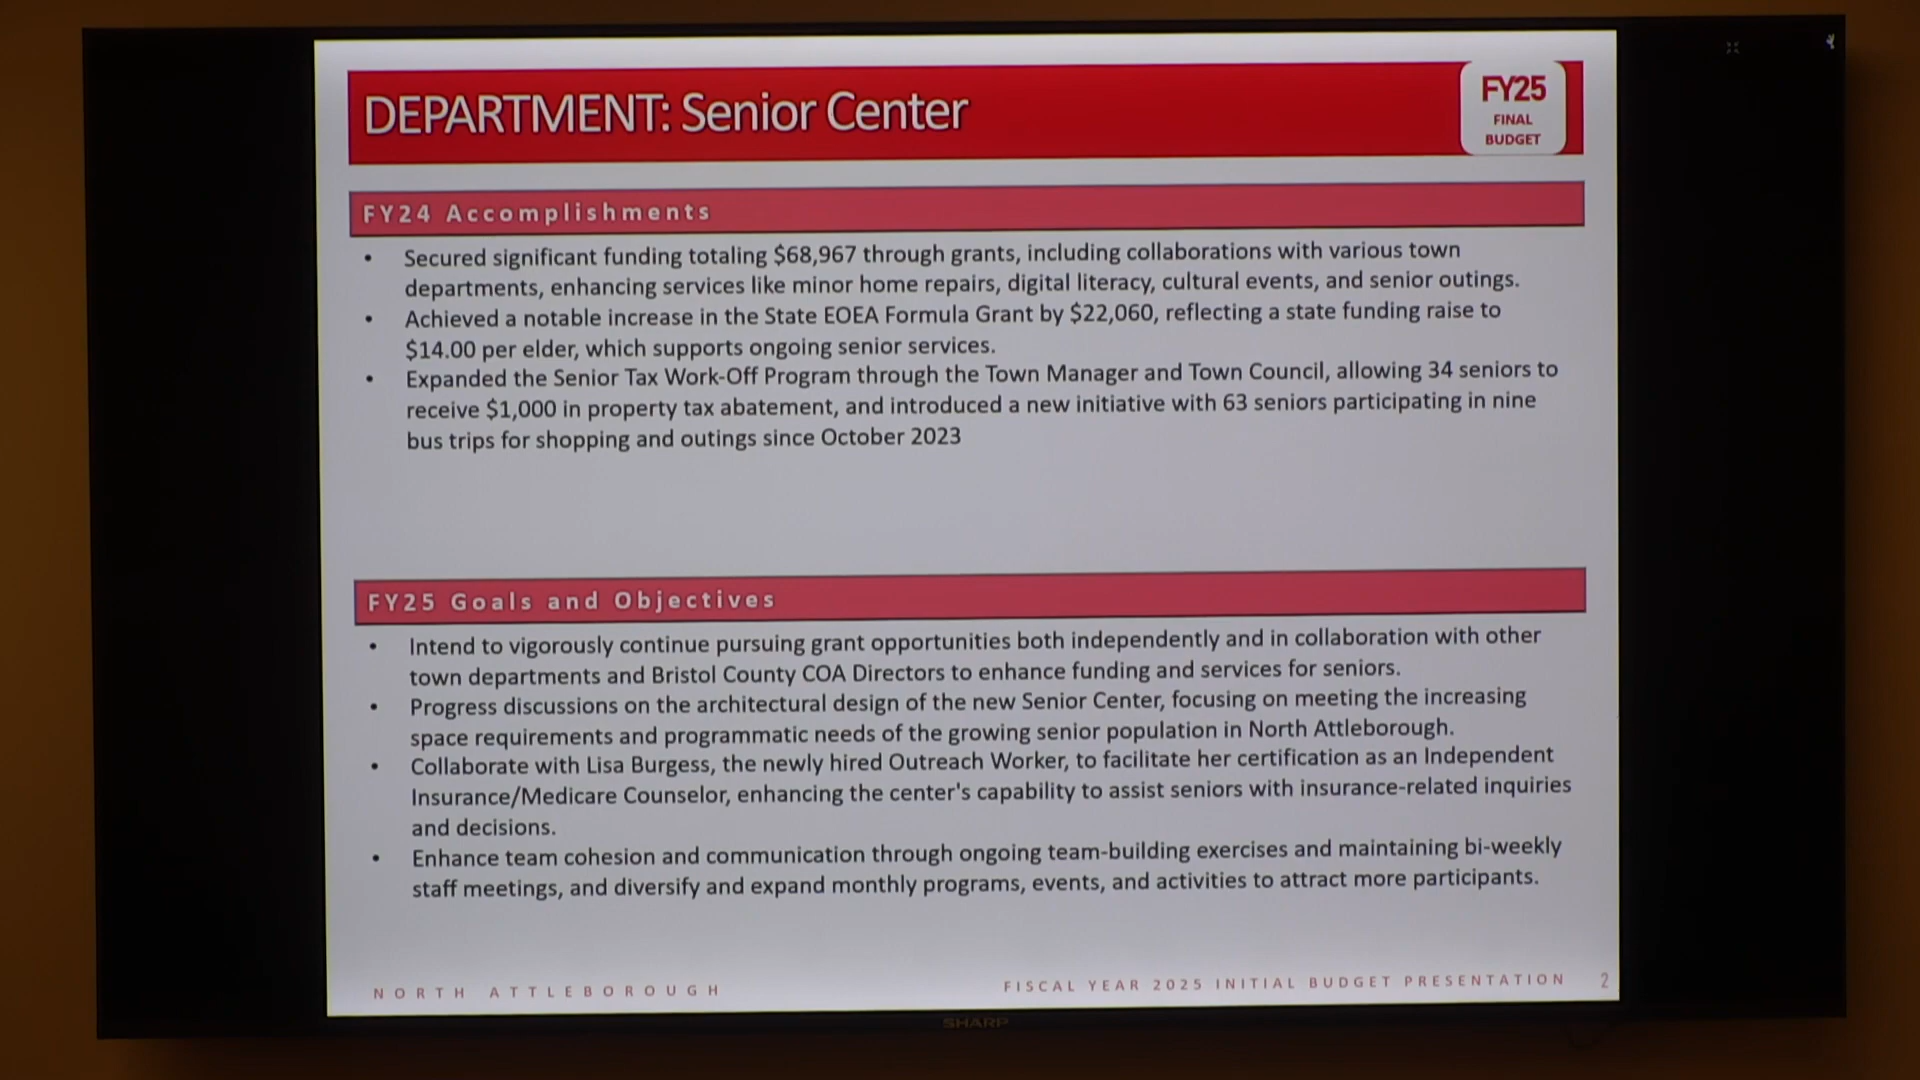 DEPARTMENT: Senior Center
FY25
FINAL
BUDGET
FY24 Accomplishments
• Secured significant funding totaling $68,967 through grants, including collaborations with various town
departments, enhancing services like minor home repairs, digital literacy, cultural events, and senior outings.
• Achieved a notable increase in the State EOEA Formula Grant by $22,060, reflecting a state funding raise to
$14.00 per elder, which supports ongoing senior services.
• Expanded the Senior Tax Work-Off Program through the Town Manager and Town Council, allowing 34 seniors to
receive $1,000 in property tax abatement, and introduced a new initiative with 63 seniors participating in nine
bus trips for shopping and outings since October 2023
FY25 Goals and Objectives
• Intend to vigorously continue pursuing grant opportunities both independently and in collaboration with other
town departments and Bristol County COA Directors to enhance funding and services for seniors.
• Progress discussions on the architectural design of the new Senior Center, focusing on meeting the increasing
space requirements and programmatic needs of the growing senior population in North Attleborough.
• Collaborate with Lisa Burgess, the newly hired Outreach Worker, to facilitate her certification as an Independent
Insurance/Medicare Counselor, enhancing the center's capability to assist seniors with insurance-related inquiries
and decisions.
• Enhance team cohesion and communication through ongoing team-building exercises and maintaining bi-weekly
staff meetings, and diversify and expand monthly programs, events, and activities to attract more participants.
NORTH ATTLEBOROUGH
FISCAL YEAR 2025 INITIAL BUDGET PRESENTATION 2
SHARP